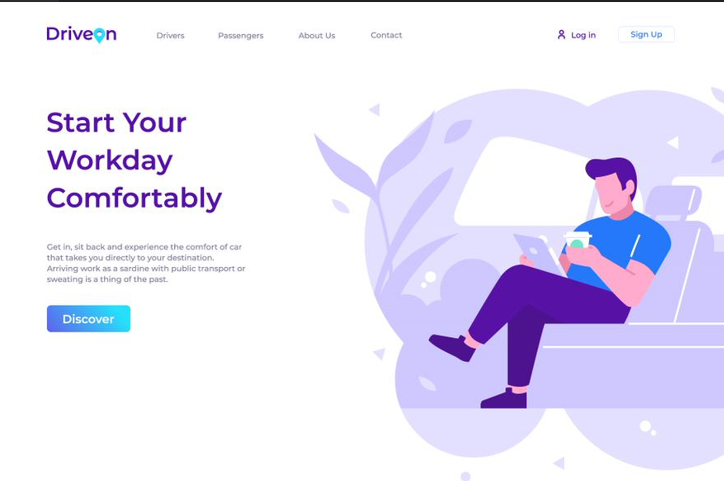 Driveon
Drivers
Passengers
About Us
Contact
Log in
Sign Up
Start Your
Workday
Comfortably
Get in, sit back and experience the comfort of car
that takes you directly to your destination.
Arriving work as a sardine with public transport or
sweating is a thing of the past.
Discover